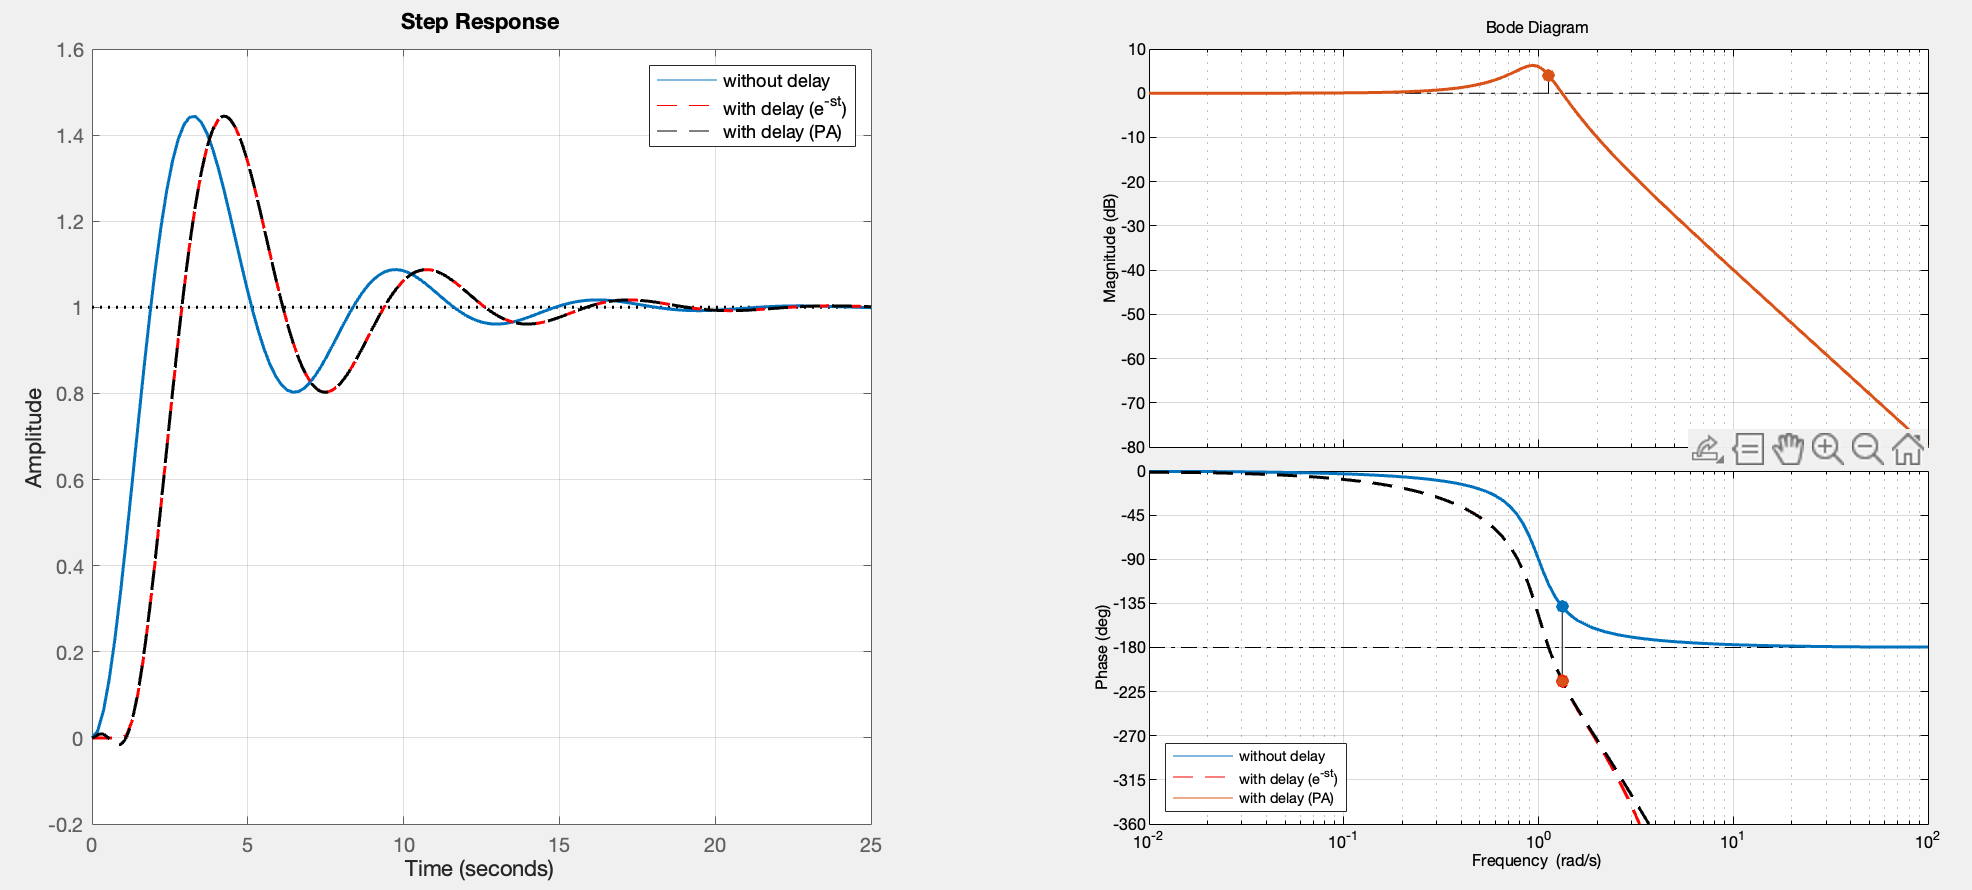 Step Response
1.6
1.4
1.2
1
0.8
0.6
0.4
0.2
0
-0.2
Amplitude
without delay
with delay (e^-st)
with delay (PA)
0 5 10 15 20 25
Time (seconds)
Bode Diagram
10
0
-10
-20
-30
-40
-50
-60
-70
-80
Magnitude (dB)
0
-45
-90
-135
-180
-225
-270
-315
-360
Phase (deg)
without delay
with delay (e^-st)
with delay (PA)
10^-2 10^-1 10^0 10^1 10^2
Frequency (rad/s)